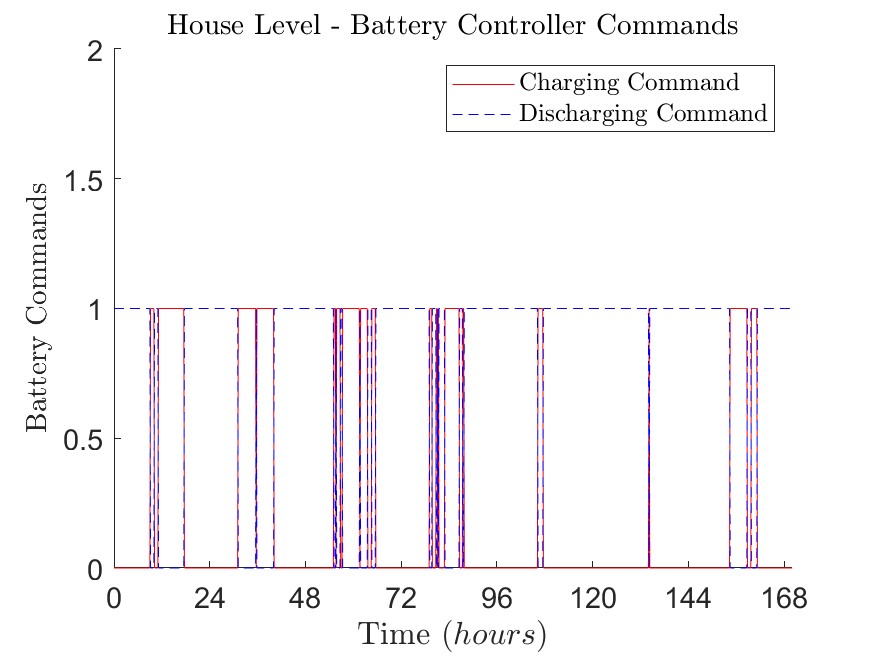 House Level - Battery Controller Commands
Charging Command
Discharging Command
Battery Commands
2
1.5
1
0.5
0
0 24 48 72 96 120 144 168
Time (hours)